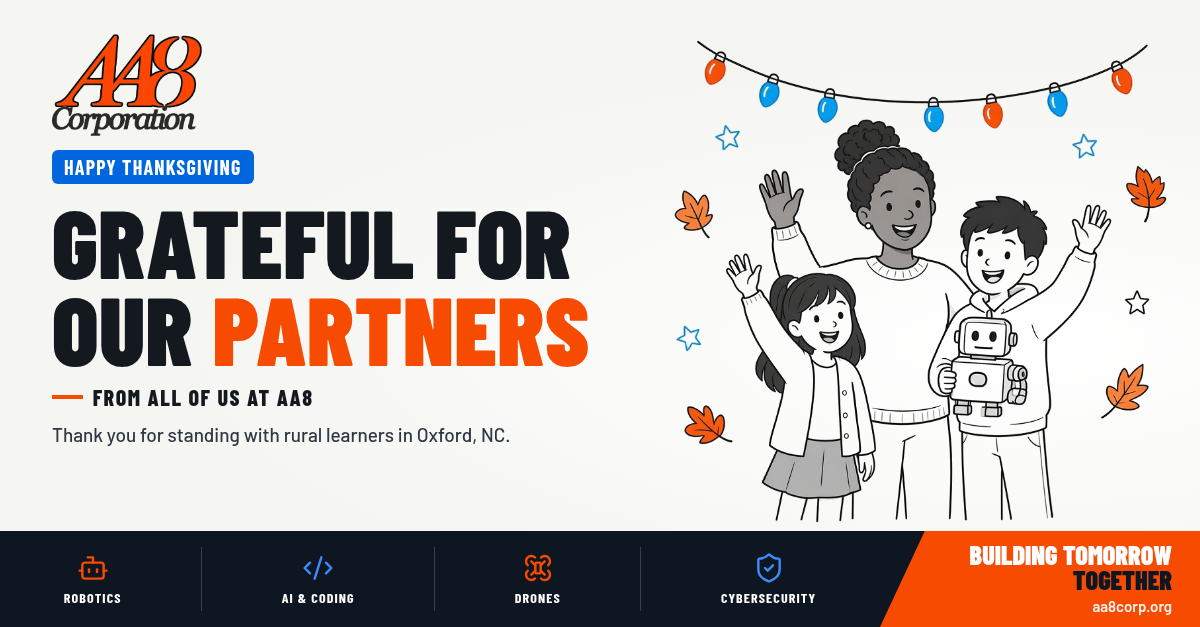 AA8
Corporation
HAPPY THANKSGIVING
GRATEFUL FOR
OUR PARTNERS
FROM ALL OF US AT AA8
Thank you for standing with rural learners in Oxford, NC.
ROBOTICS
AI & CODING
DRONES
CYBERSECURITY
BUILDING TOMORROW
TOGETHER
aa8corp.org